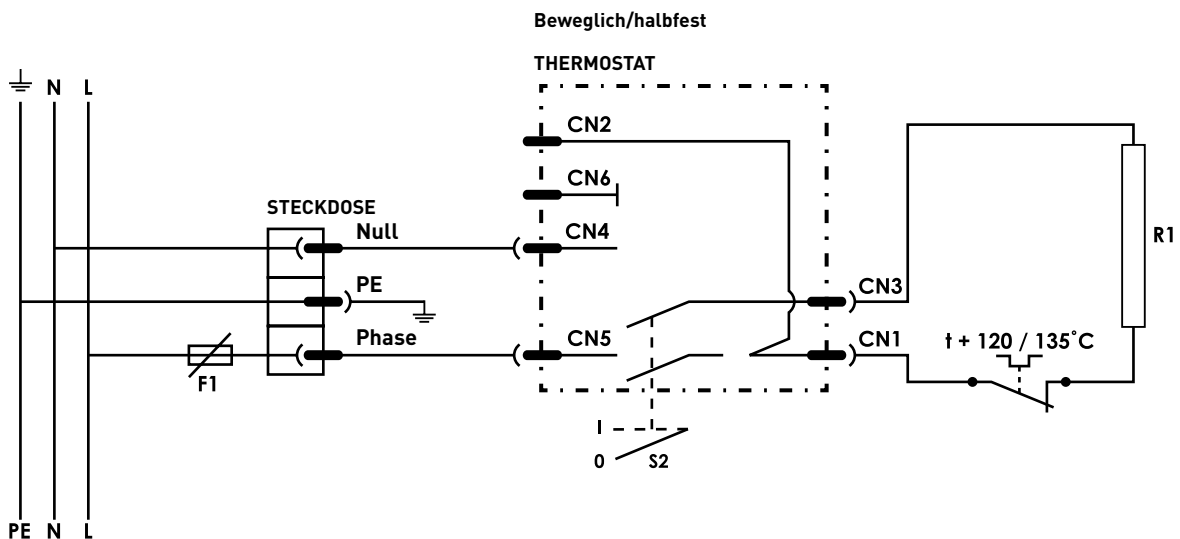 Beweglich/halbfest
THERMOSTAT
N L
CN2
CN6
STECKDOSE
Null
CN4
PE
CN3
R1
Phase
CN5
CN1
t + 120 / 135°C
F1
I
0 S2
PE N L